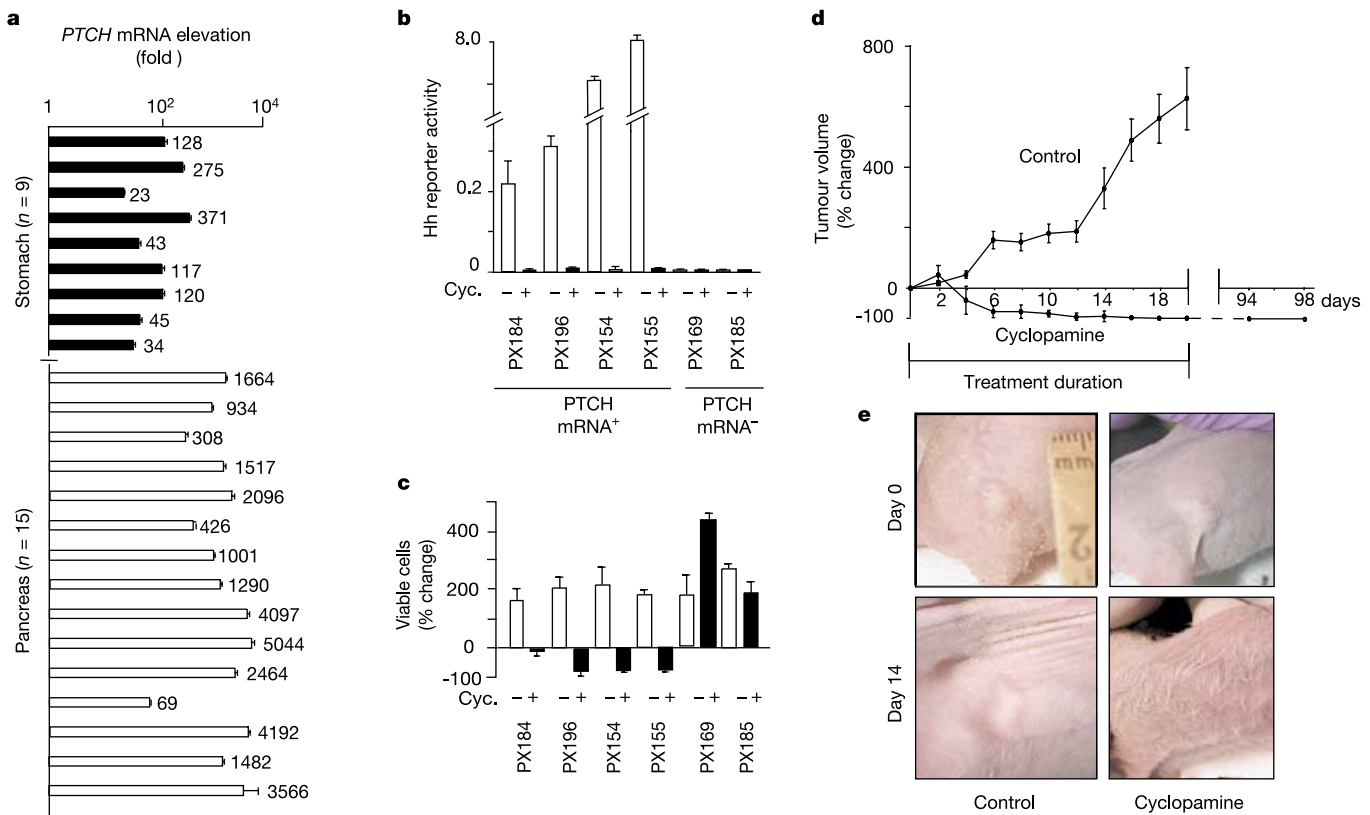 a
PTCH mRNA elevation
(fold )
1 10² 10⁴
Stomach (n = 9)
128
275
23
371
43
117
120
45
34
Pancreas (n = 15)
1664
934
308
1517
2096
426
1001
1290
4097
5044
2464
69
4192
1482
3566
b
Hh reporter activity
8.0
0.2
0
Cyc. – + – + – + – + – + – +
PX184 PX196 PX154 PX155 PX169 PX185
PTCH
mRNA⁺
PTCH
mRNA⁻
c
Viable cells
(% change)
400
200
0
-100
Cyc. – + – + – + – + – + – +
PX184 PX196 PX154 PX155 PX169 PX185
d
Tumour volume
(% change)
800
400
0
-100
Control
2 6 10 14 18 94 98 days
Cyclopamine
Treatment duration
e
Day 0
2
Day 14
Control Cyclopamine